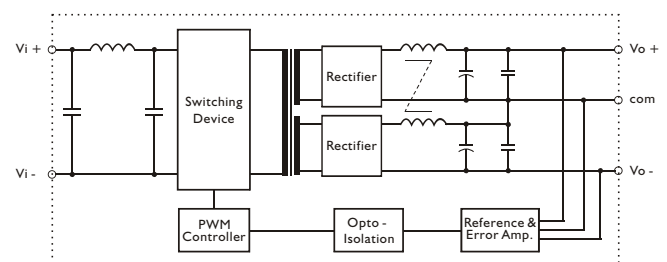 Vi +
Vo +
Rectifier
Switching
Device
com
Rectifier
Vi -
Vo -
PWM
Controller
Opto -
Isolation
Reference &
Error Amp.